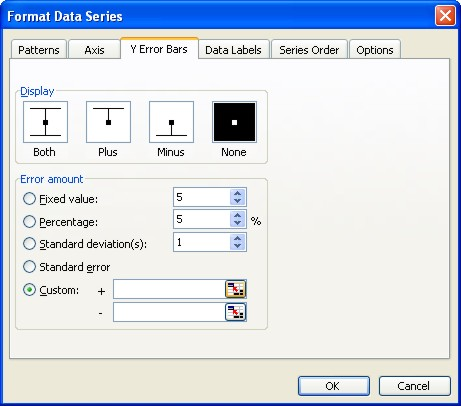 Format Data Series
Patterns Axis Y Error Bars Data Labels Series Order Options
Display
Both Plus Minus None
Error amount
Fixed value: 5
Percentage: 5 %
Standard deviation(s): 1
Standard error
Custom: +
-
OK Cancel